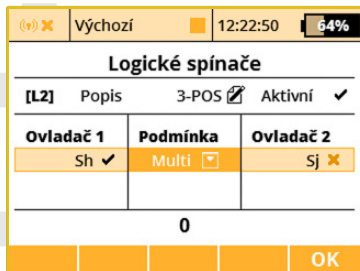 Výchozí 12:22:50 64%
Logické spínače
[L2] Popis 3-POS Aktivní ✔
Ovladač 1 Podmínka Ovladač 2
Sh ✔ Multi Sj ✖
0
OK